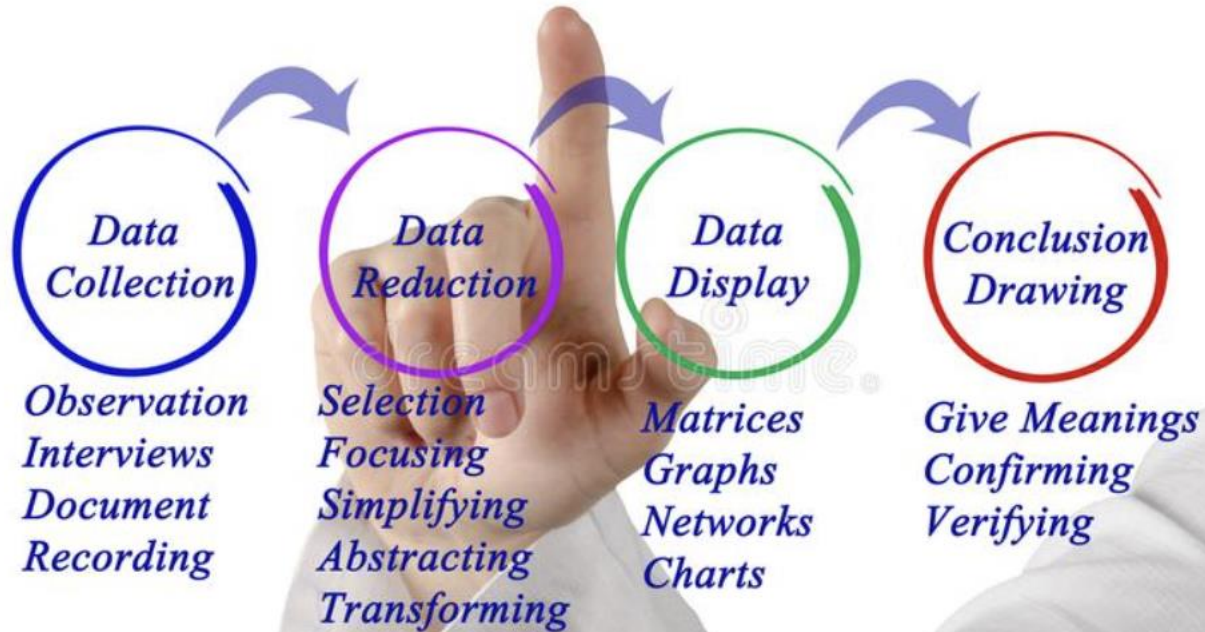 Data
Collection
Observation
Interviews
Document
Recording
Data
Reduction
Selection
Focusing
Simplifying
Abstracting
Transforming
Data
Display
Matrices
Graphs
Networks
Charts
Conclusion
Drawing
Give Meanings
Confirming
Verifying
dreamstime.